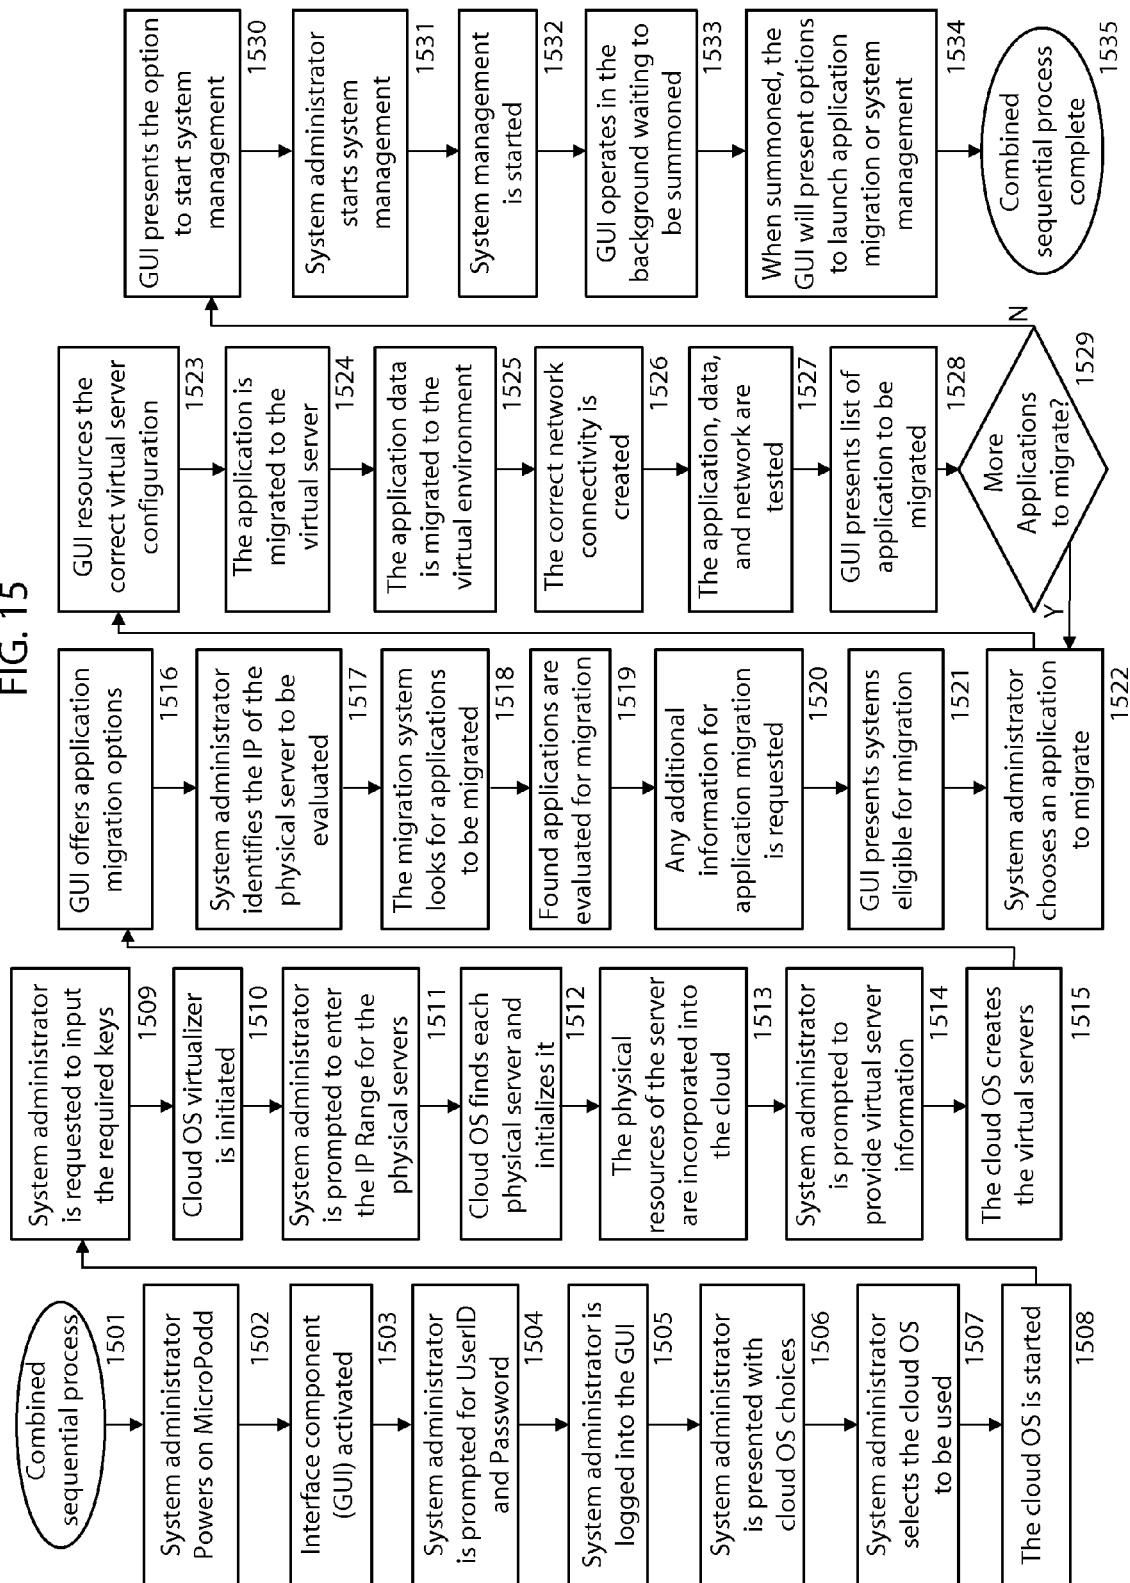 FIG. 15
Combined
sequential process
1501
System administrator
Powers on MicroPodd
1502
Interface component
(GUI) activated
1503
System administrator
is prompted for UserID
and Password
1504
System administrator is
logged into the GUI
1505
System administrator
is presented with
cloud OS choices
1506
System administrator
selects the cloud OS
to be used
1507
The cloud OS is started
1508
System administrator
is requested to input
the required keys
1509
Cloud OS virtualizer
is initiated
1510
System administrator
is prompted to enter
the IP Range for the
physical servers
1511
Cloud OS finds each
physical server and
initializes it
1512
The physical
resources of the server
are incorporated into
the cloud
1513
System administrator
is prompted to
provide virtual server
information
1514
The cloud OS creates
the virtual servers
1515
GUI offers application
migration options
1516
System administrator
identifies the IP of the
physical server to be
evaluated
1517
The migration system
looks for applications
to be migrated
1518
Found applications are
evaluated for migration
1519
Any additional
information for
application migration
is requested
1520
GUI presents systems
eligible for migration
1521
System administrator
chooses an application
to migrate
1522
GUI resources the
correct virtual server
configuration
1523
The application is
migrated to the
virtual server
1524
The application data
is migrated to the
virtual environment
1525
The correct network
connectivity is
created
1526
The application, data,
and network are
tested
1527
GUI presents list of
application to be
migrated
1528
More
Applications
to migrate?
1529
Y
N
GUI presents the option
to start system
management
1530
System administrator
starts system
management
1531
System management
is started
1532
GUI operates in the
background waiting to
be summoned
1533
When summoned, the
GUI will present options
to launch application
migration or system
management
1534
Combined
sequential process
complete
1535